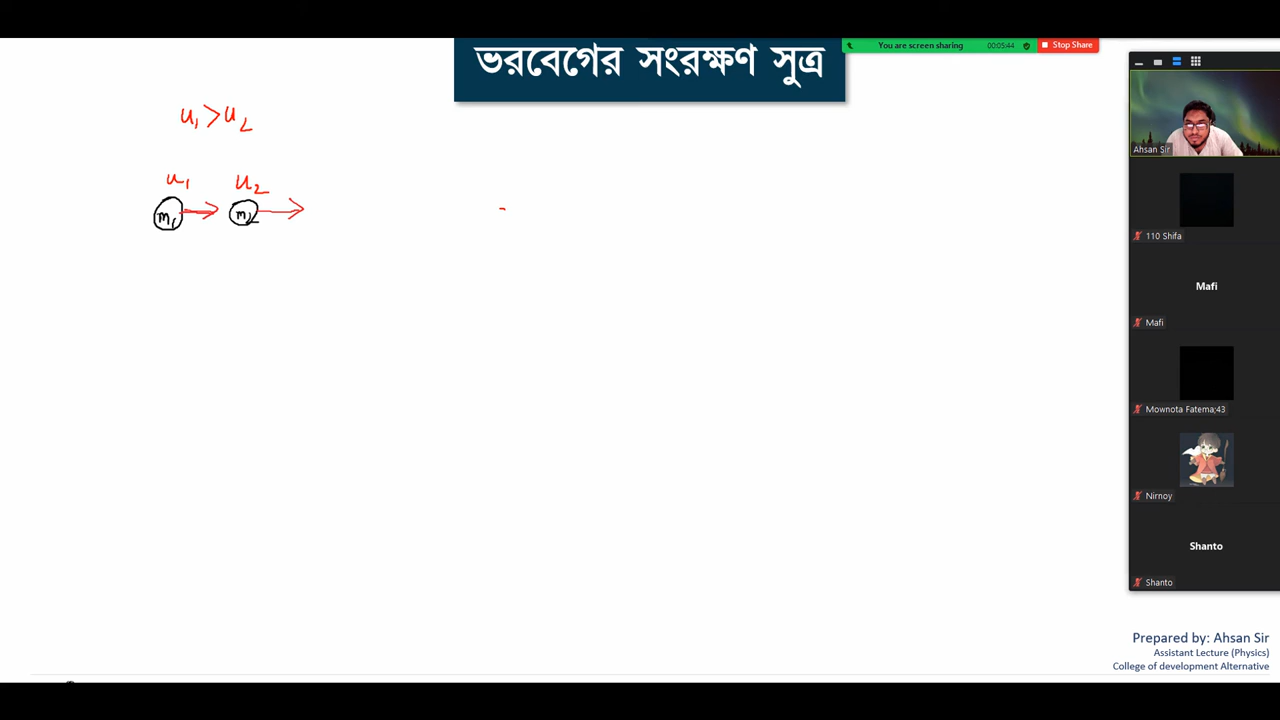 ভরবেগের সংরক্ষণ সুত্র
You are screen sharing 00:05:44 Stop Share
u₁ > u₂
u₁ u₂
m₁ m₂
Ahsan Sir
110 Shifa
Mafi
Mafi
Mownota Fatema;43
Nirnoy
Shanto
Shanto
Prepared by: Ahsan Sir
Assistant Lecture (Physics)
College of development Alternative